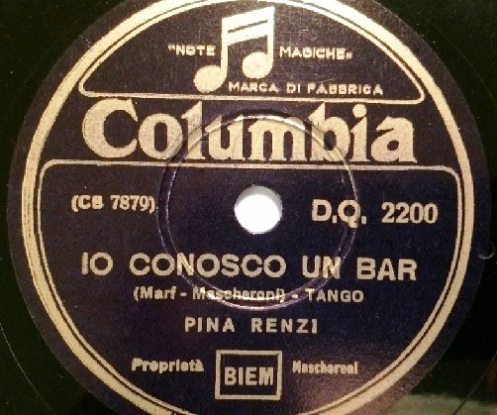 "NOTE MAGICHE"
MARCA DI FABBRICA
Columbia
(CB 7879) D.Q. 2200
IO CONOSCO UN BAR
(Marf - Mascheroni) - TANGO
PINA RENZI
Proprietà BIEM Mascheroni